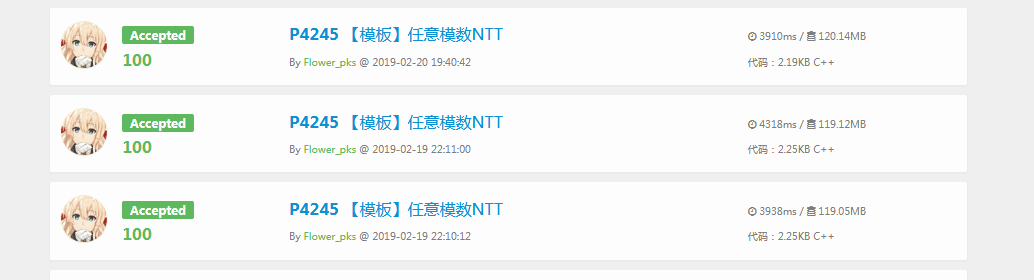 Accepted
100
P4245 【模板】任意模数NTT
By Flower_pks @ 2019-02-20 19:40:42
3910ms / 120.14MB
代码：2.19KB C++
Accepted
100
P4245 【模板】任意模数NTT
By Flower_pks @ 2019-02-19 22:11:00
4318ms / 119.12MB
代码：2.25KB C++
Accepted
100
P4245 【模板】任意模数NTT
By Flower_pks @ 2019-02-19 22:10:12
3938ms / 119.05MB
代码：2.25KB C++